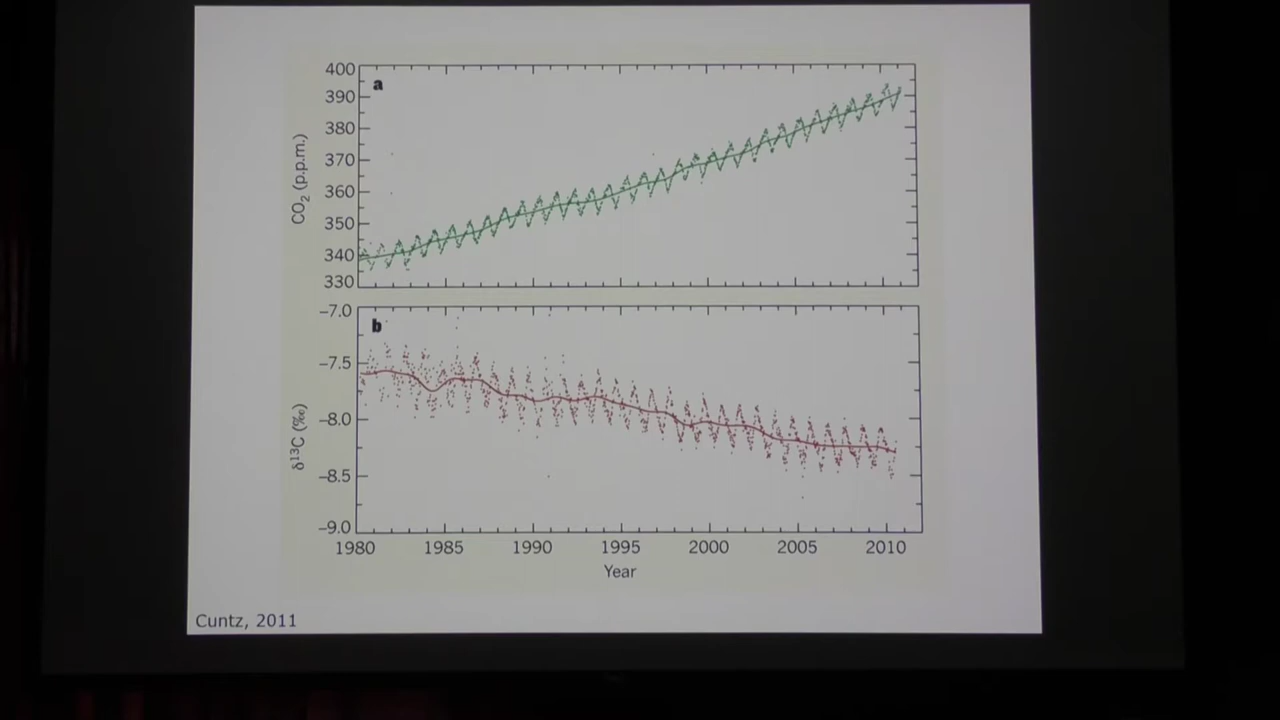 400
a
390
380
370
360
350
340
330
CO2 (p.p.m.)
–7.0
b
–7.5
–8.0
–8.5
–9.0
δ13C (‰)
1980 1985 1990 1995 2000 2005 2010
Year
Cuntz, 2011